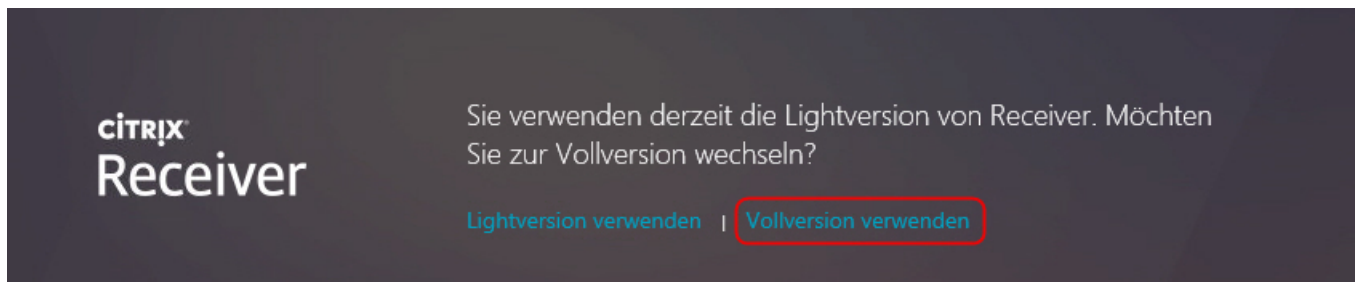 CiTRIX
Receiver
Sie verwenden derzeit die Lightversion von Receiver. Möchten
Sie zur Vollversion wechseln?
Lightversion verwenden | Vollversion verwenden